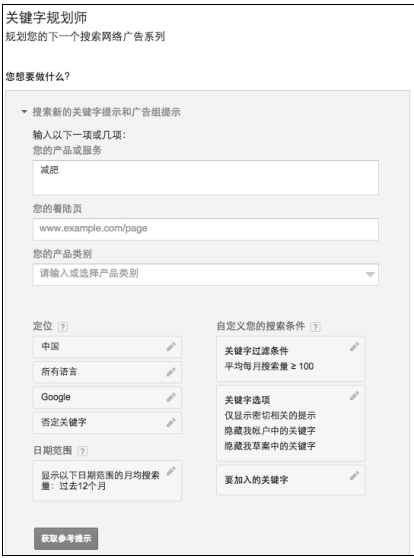 关键字规划师
规划您的下一个搜索网络广告系列
您想要做什么?
搜索新的关键字提示和广告组提示
输入以下一项或几项:
您的产品或服务
减肥
您的着陆页
www.example.com/page
您的产品类别
请输入或选择产品类别
定位 ?
中国
所有语言
Google
否定关键字
日期范围 ?
显示以下日期范围的月均搜索
量: 过去12个月
自定义您的搜索条件 ?
关键字过滤条件
平均每月搜索量 ≥ 100
关键字选项
仅显示密切相关的提示
隐藏我帐户中的关键字
隐藏我草案中的关键字
要加入的关键字
获取参考提示